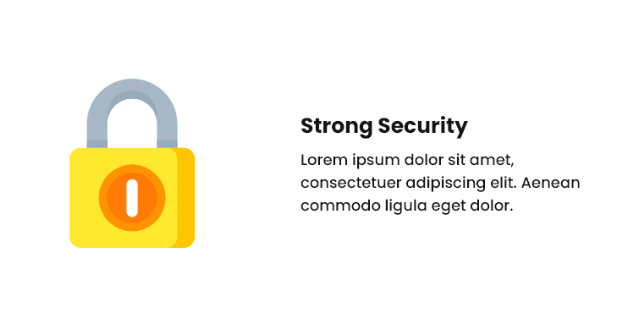 Strong Security
Lorem ipsum dolor sit amet,
consectetuer adipiscing elit. Aenean
commodo ligula eget dolor.